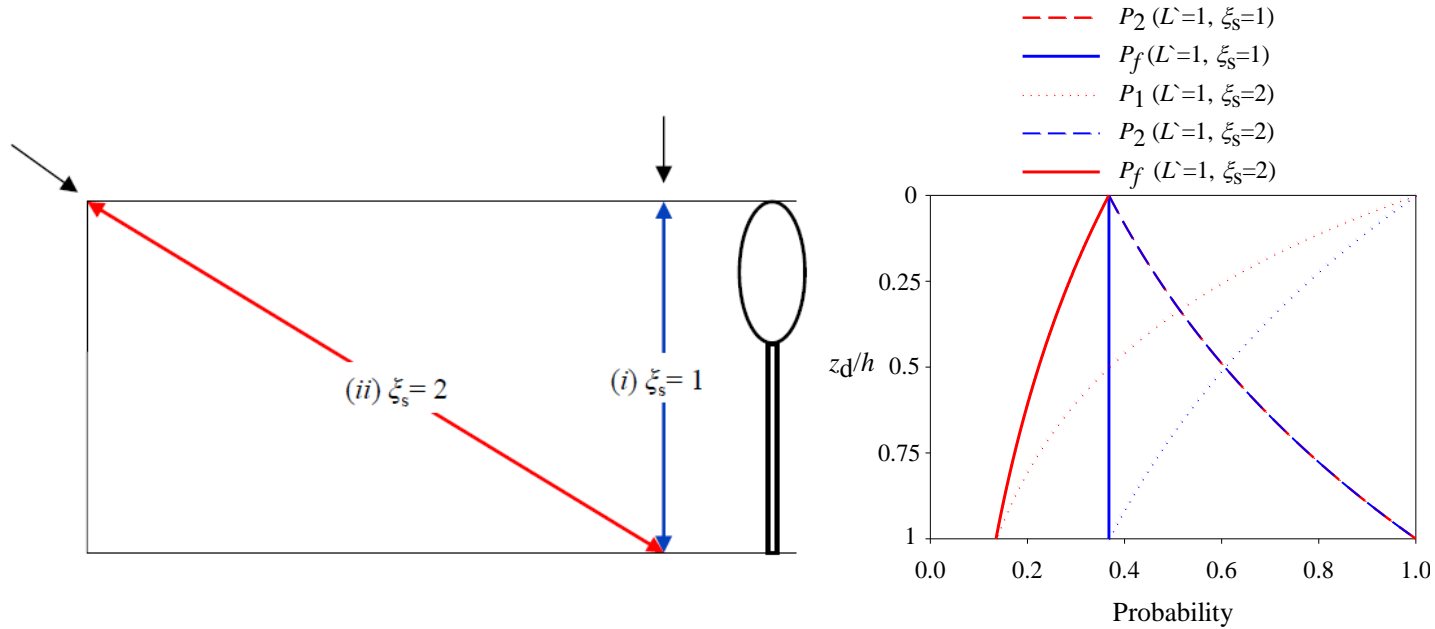 P2 (L`=1, ξs=1)
Pf (L`=1, ξs=1)
P1 (L`=1, ξs=2)
P2 (L`=1, ξs=2)
Pf (L`=1, ξs=2)
(ii) ξs= 2
(i) ξs= 1
zd/h
0
0.25
0.5
0.75
1
0.0 0.2 0.4 0.6 0.8 1.0
Probability